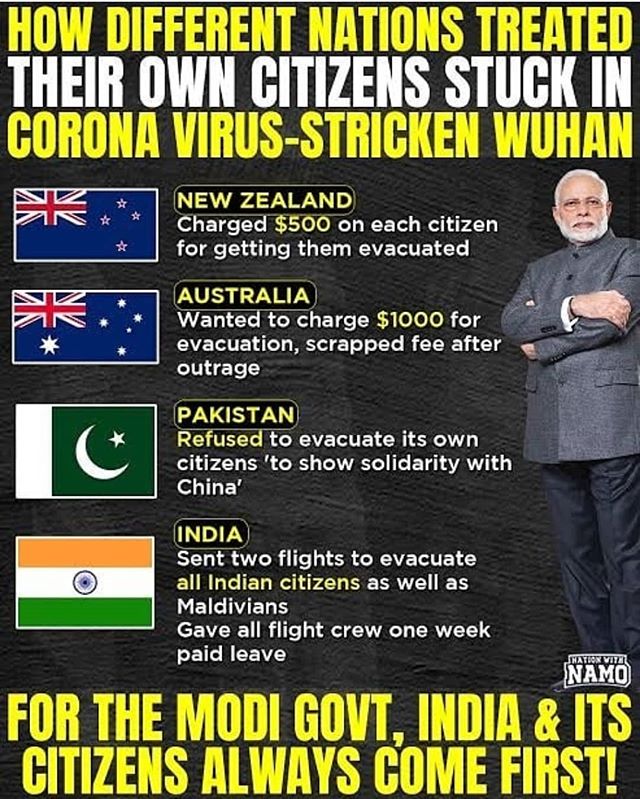 HOW DIFFERENT NATIONS TREATED
THEIR OWN CITIZENS STUCK IN
CORONA VIRUS-STRICKEN WUHAN
NEW ZEALAND
Charged $500 on each citizen
for getting them evacuated
AUSTRALIA
Wanted to charge $1000 for
evacuation, scrapped fee after
outrage
PAKISTAN
Refused to evacuate its own
citizens 'to show solidarity with
China'
INDIA
Sent two flights to evacuate
all Indian citizens as well as
Maldivians
Gave all flight crew one week
paid leave
NATION WITH
NAMO
FOR THE MODI GOVT, INDIA & ITS
CITIZENS ALWAYS COME FIRST!